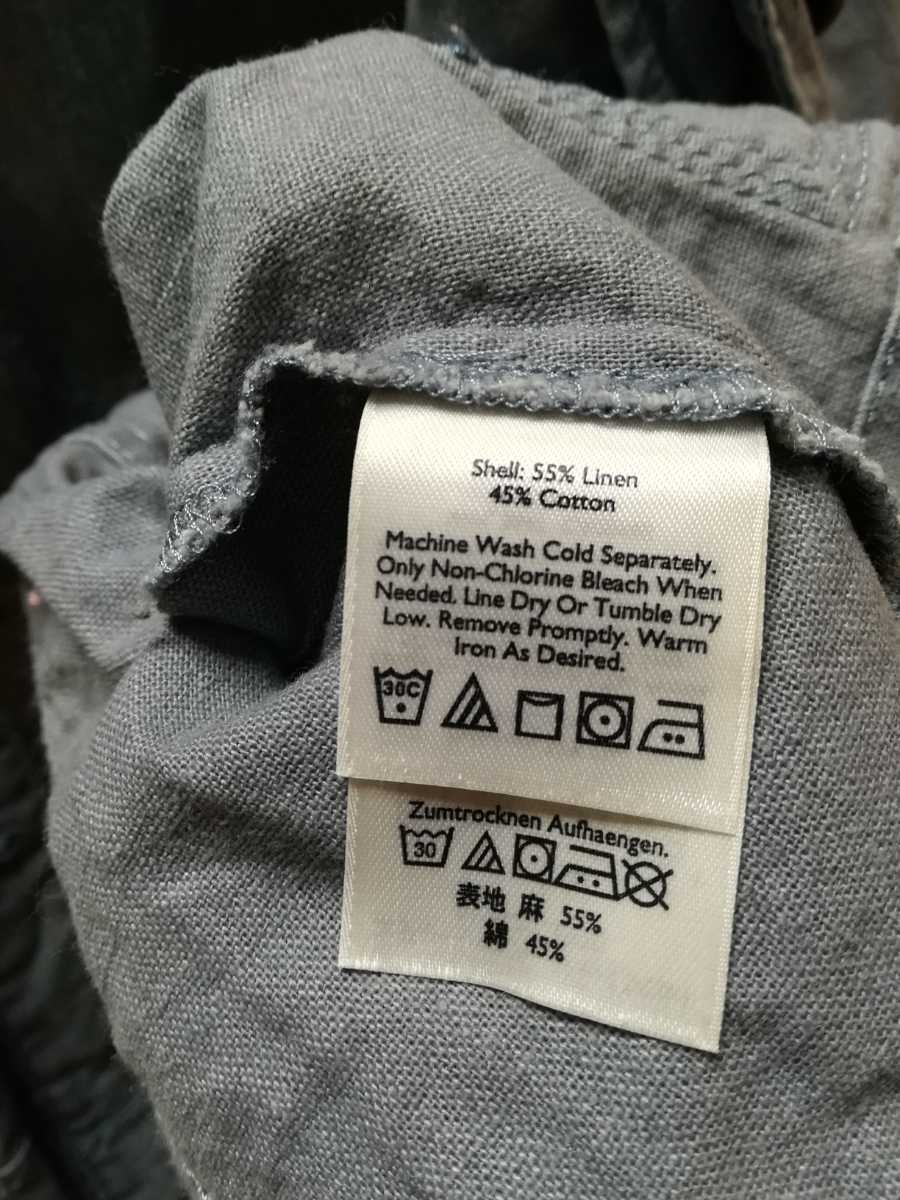 Shell: 55% Linen
45% Cotton
Machine Wash Cold Separately.
Only Non-Chlorine Bleach When
Needed. Line Dry Or Tumble Dry
Low. Remove Promptly. Warm
Iron As Desired.
30C
Zumtrocknen Aufhaengen.
30
表地 麻 55%
綿 45%